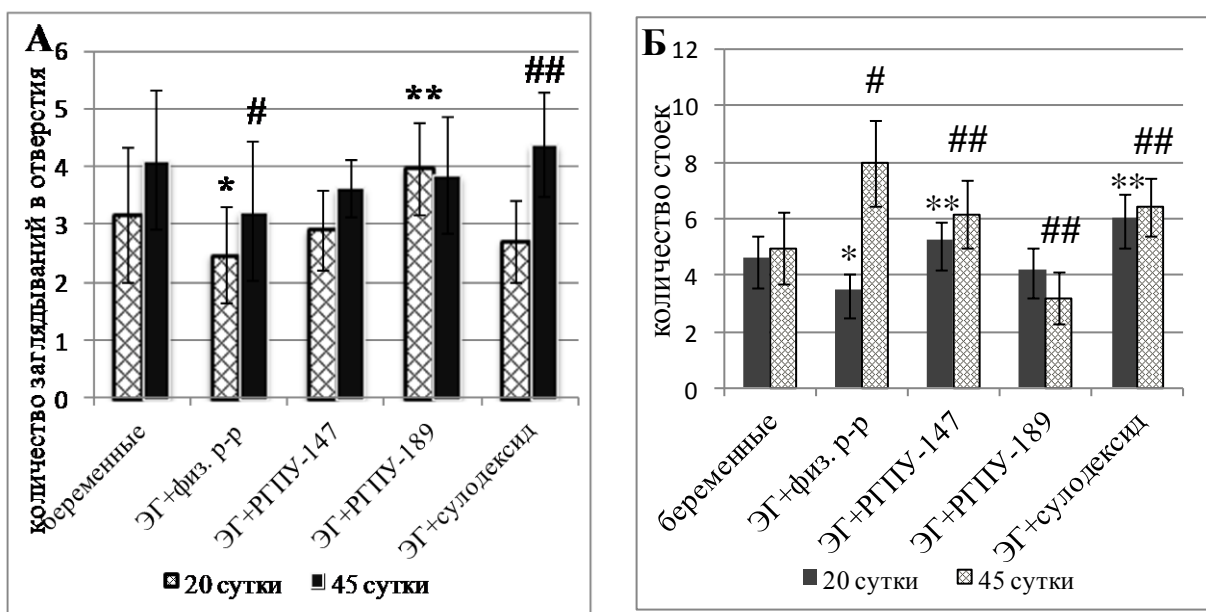 А
количество заглядываний в отверстия
6
5
4
3
2
1
0
*
#
**
##
беременные
ЭГ+физ. р-р
ЭГ+РГПУ-147
ЭГ+РГПУ-189
ЭГ+сулодексид
20 сутки
45 сутки
Б
количество стоек
12
10
8
6
4
2
0
*
#
**
##
##
**
##
беременные
ЭГ+физ. р-р
ЭГ+РГПУ-147
ЭГ+РГПУ-189
ЭГ+сулодексид
20 сутки
45 сутки